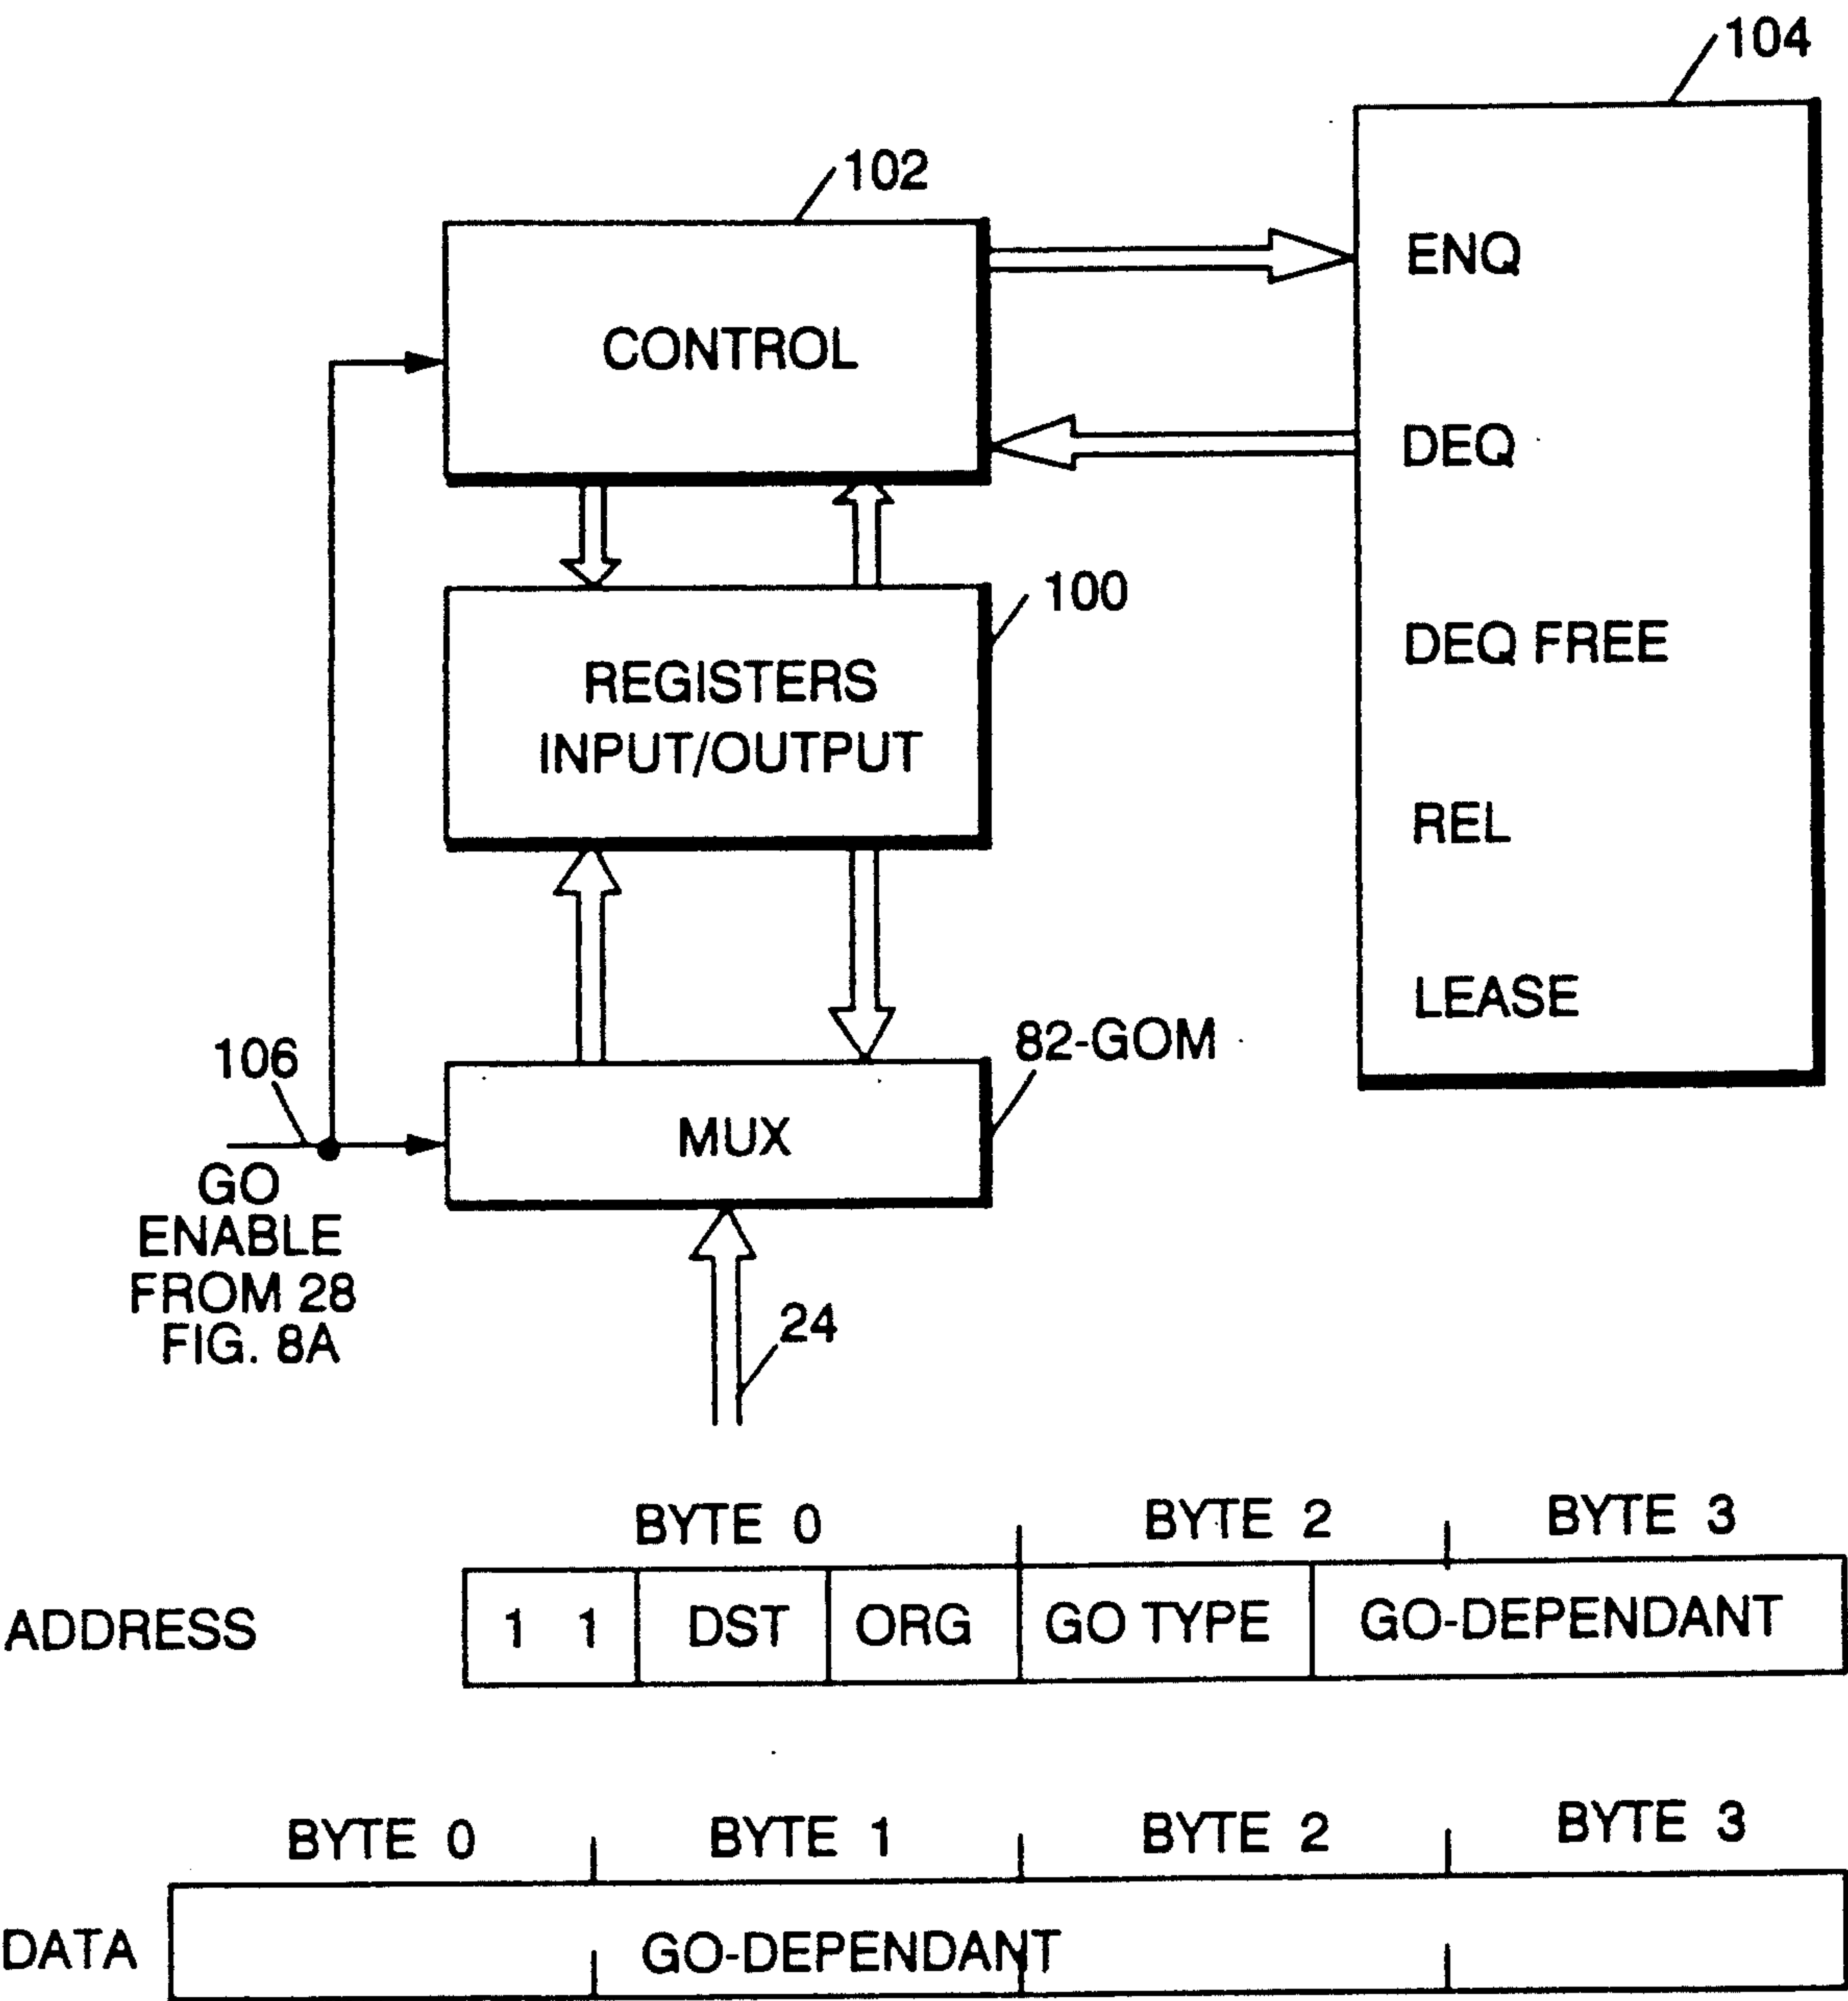 104
102
ENQ
CONTROL
DEQ
100
DEQ FREE
REGISTERS
INPUT/OUTPUT
REL
LEASE
82-GOM
106
MUX
GO
ENABLE
FROM 28
FIG. 8A
24
BYTE 0 BYTE 2 BYTE 3
ADDRESS 1 1 DST ORG GO TYPE GO-DEPENDANT
BYTE 0 BYTE 1 BYTE 2 BYTE 3
DATA GO-DEPENDANT